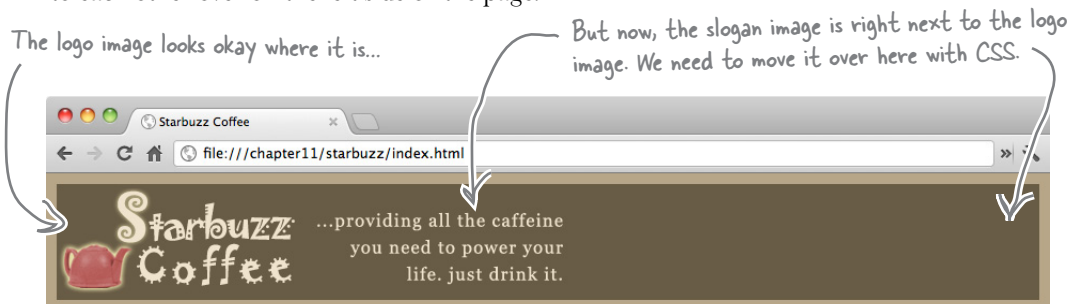 The logo image looks okay where it is...
But now, the slogan image is right next to the logo
image. We need to move it over here with CSS.
Starbuzz Coffee
file:///chapter11/starbuzz/index.html
»
Starbuzz
Coffee
...providing all the caffeine
you need to power your
life. just drink it.